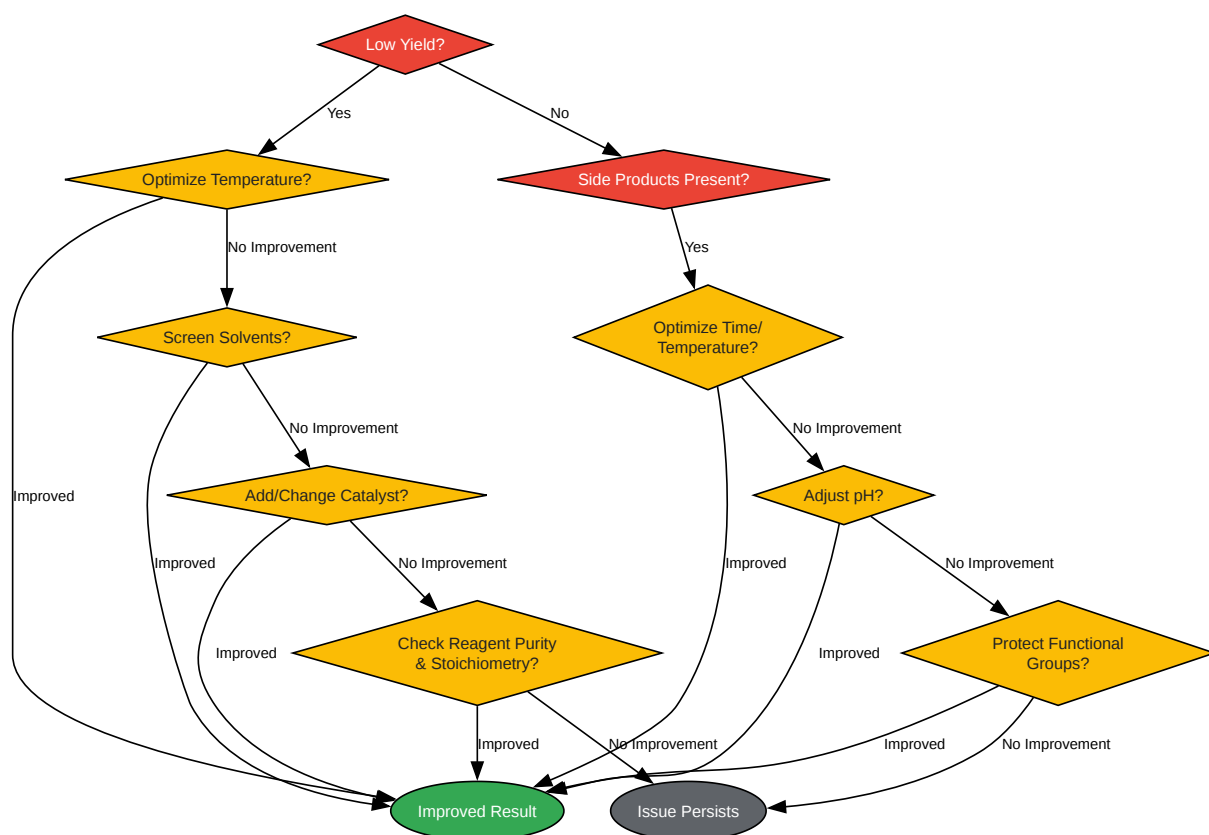 Low Yield?
Yes
No
Optimize Temperature?
Side Products Present?
No Improvement
Yes
Screen Solvents?
Optimize Time/
Temperature?
No Improvement
No Improvement
Improved
Add/Change Catalyst?
Adjust pH?
Improved
No Improvement
Improved
No Improvement
Check Reagent Purity
& Stoichiometry?
Protect Functional
Groups?
Improved
Improved
Improved
No Improvement
Improved
No Improvement
Improved Result
Issue Persists